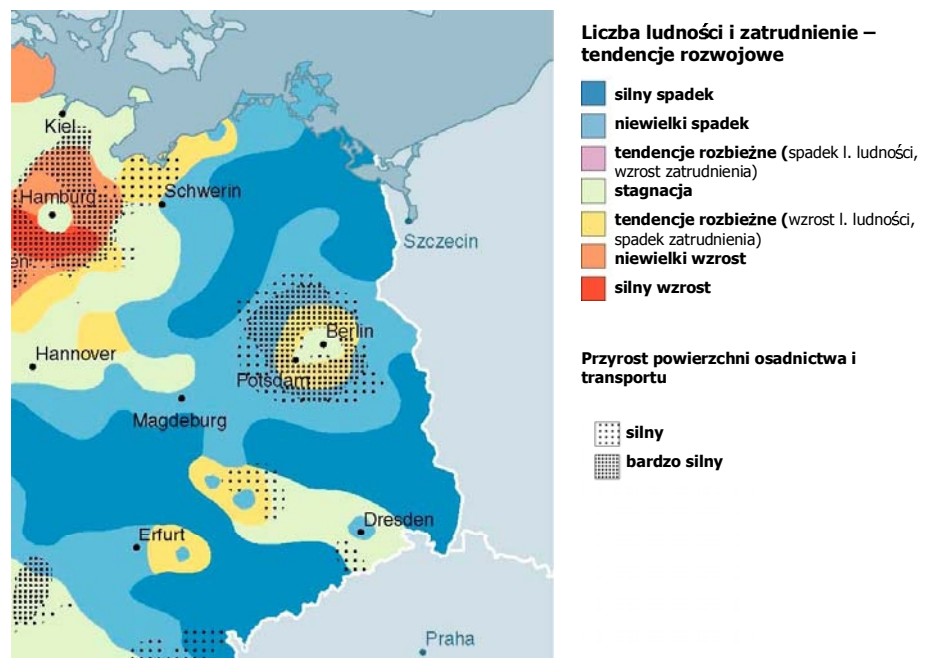 Kiel
Hamburg
Schwerin
en
Szczecin
Hannover
Berlin
Potsdam
Magdeburg
Dresden
Erfurt
Praha
Liczba ludności i zatrudnienie –
tendencje rozwojowe
silny spadek
niewielki spadek
tendencje rozbieżne (spadek l. ludności,
wzrost zatrudnienia)
stagnacja
tendencje rozbieżne (wzrost l. ludności,
spadek zatrudnienia)
niewielki wzrost
silny wzrost
Przyrost powierzchni osadnictwa i
transportu
silny
bardzo silny